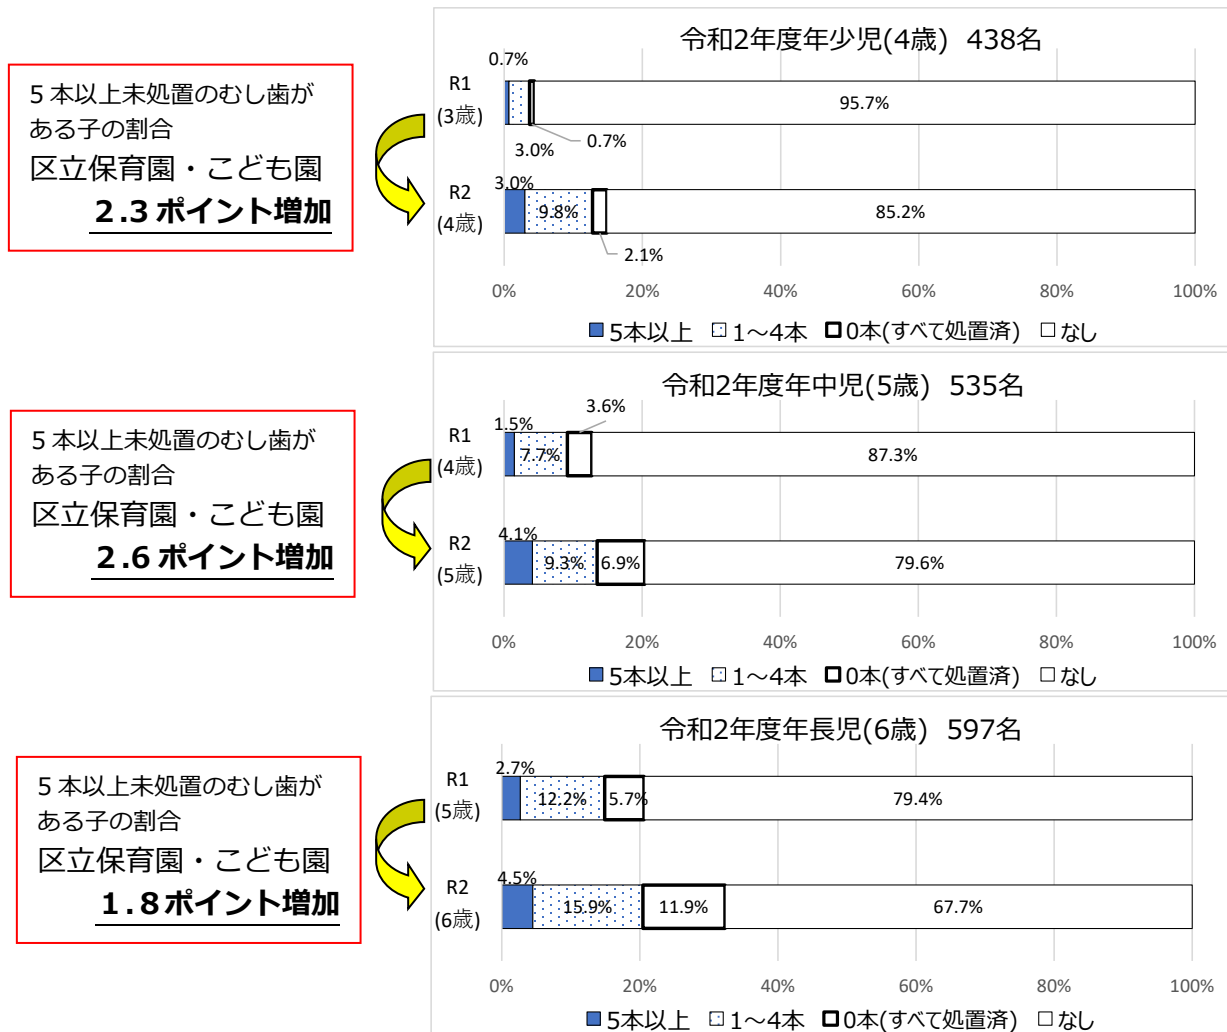 5本以上未処置のむし歯が
ある子の割合
区立保育園・こども園
2.3ポイント増加
令和2年度年少児(4歳) 438名
0.7%
R1
(3歳)
95.7%
0.7%
3.0%
3.0%
R2
(4歳)
9.8%
85.2%
2.1%
0% 20% 40% 60% 80% 100%
5本以上 1～4本 0本(すべて処置済) なし
5本以上未処置のむし歯が
ある子の割合
区立保育園・こども園
2.6ポイント増加
令和2年度年中児(5歳) 535名
3.6%
1.5%
R1
(4歳)
7.7%
87.3%
4.1%
R2
(5歳)
9.3% 6.9% 79.6%
0% 20% 40% 60% 80% 100%
5本以上 1～4本 0本(すべて処置済) なし
5本以上未処置のむし歯が
ある子の割合
区立保育園・こども園
1.8ポイント増加
令和2年度年長児(6歳) 597名
2.7%
R1
(5歳)
12.2% 5.7% 79.4%
4.5%
R2
(6歳)
15.9% 11.9% 67.7%
0% 20% 40% 60% 80% 100%
5本以上 1～4本 0本(すべて処置済) なし